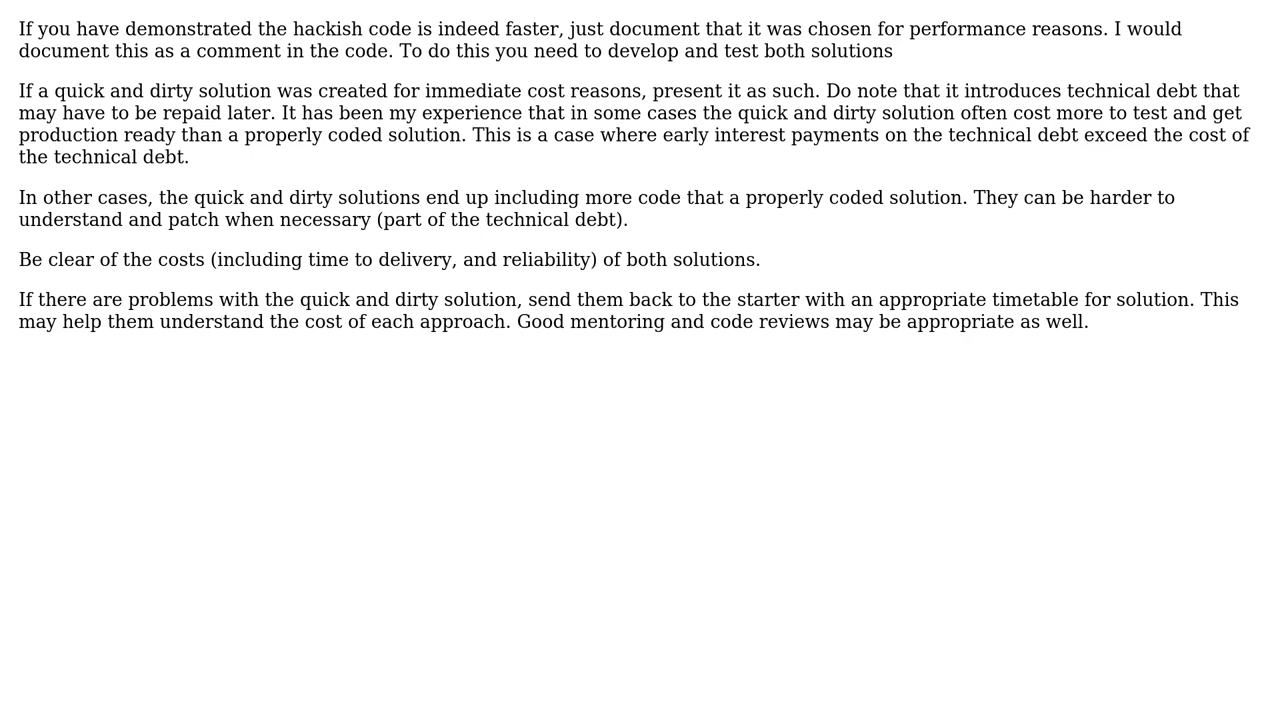 If you have demonstrated the hackish code is indeed faster, just document that it was chosen for performance reasons. I would
document this as a comment in the code. To do this you need to develop and test both solutions
If a quick and dirty solution was created for immediate cost reasons, present it as such. Do note that it introduces technical debt that
may have to be repaid later. It has been my experience that in some cases the quick and dirty solution often cost more to test and get
production ready than a properly coded solution. This is a case where early interest payments on the technical debt exceed the cost of
the technical debt.
In other cases, the quick and dirty solutions end up including more code that a properly coded solution. They can be harder to
understand and patch when necessary (part of the technical debt).
Be clear of the costs (including time to delivery, and reliability) of both solutions.
If there are problems with the quick and dirty solution, send them back to the starter with an appropriate timetable for solution. This
may help them understand the cost of each approach. Good mentoring and code reviews may be appropriate as well.